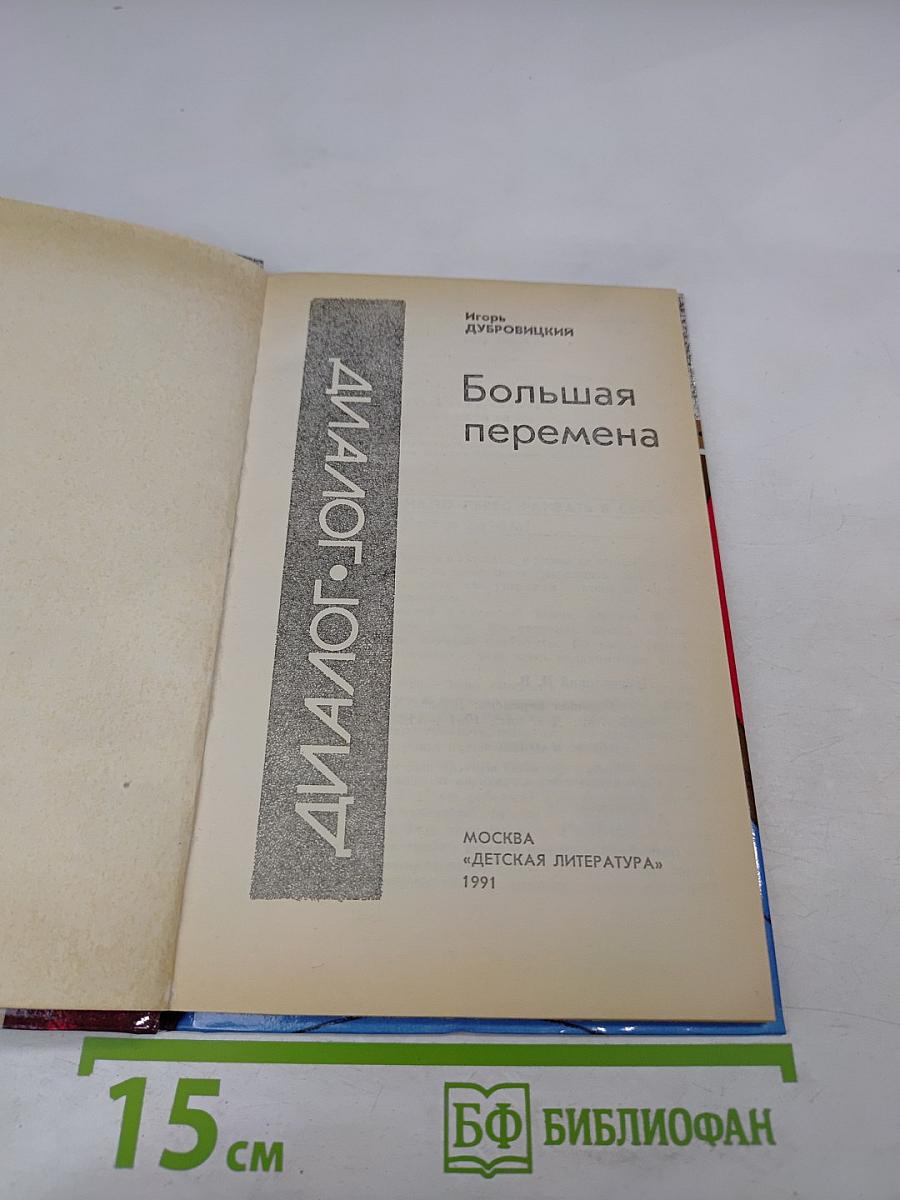 Игорь
ДУБРОВИЦКИЙ
Большая
перемена
ДИАЛОГ•ДИАЛОГ
МОСКВА
«ДЕТСКАЯ ЛИТЕРАТУРА»
1991
15 см
БФ БИБЛИОФАН